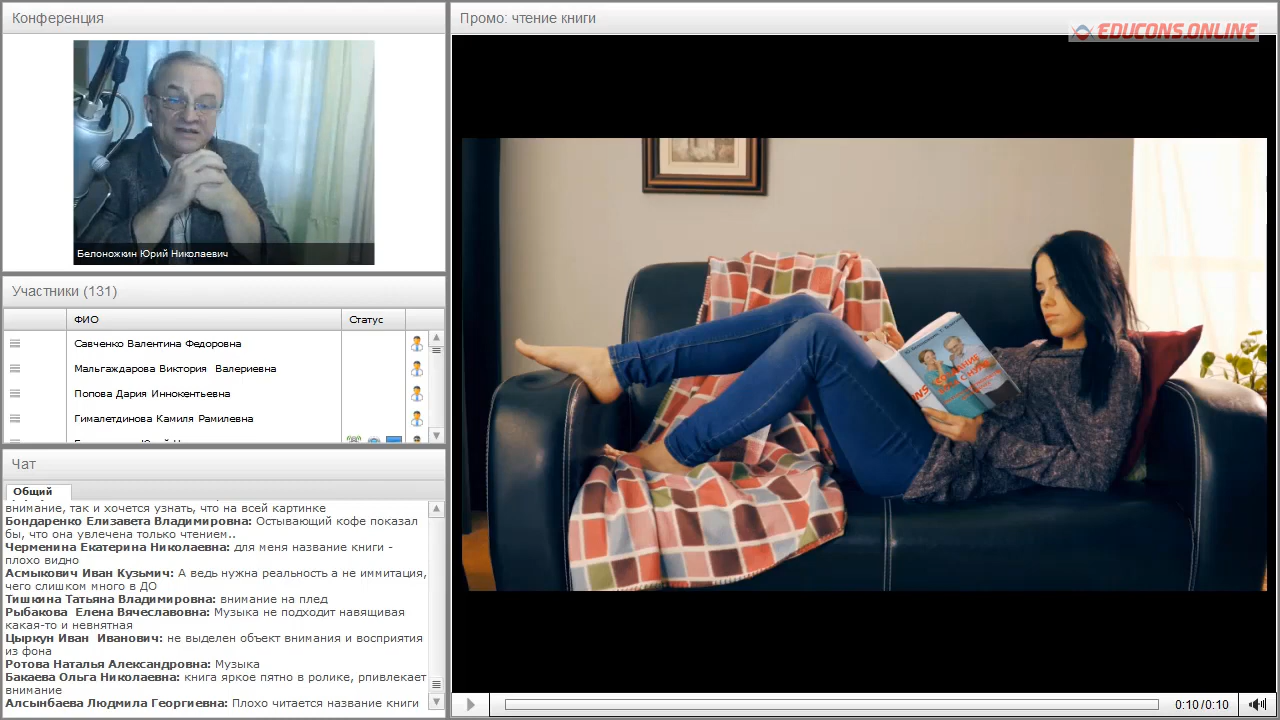 Конференция
Белоножкин Юрий Николаевич
Участники (131)
ФИО Статус
Савченко Валентина Федоровна
Мальгаждарова Виктория Валериевна
Попова Дария Иннокентьевна
Гималетдинова Камиля Рамилевна
Чат
Общий
внимание, так и хочется узнать, что на всей картинке
Бондаренко Елизавета Владимировна: Остывающий кофе показал
бы, что она увлечена только чтением..
Черменина Екатерина Николаевна: для меня название книги -
плохо видно
Асмыкович Иван Кузьмич: А ведь нужна реальность а не иммитация,
чего слишком много в ДО
Тишкина Татьяна Владимировна: внимание на плед
Рыбакова Елена Вячеславовна: Музыка не подходит навящивая
какая-то и невнятная
Цыркун Иван Иванович: не выделен объект внимания и восприятия
из фона
Ротова Наталья Александровна: Музыка
Бакаева Ольга Николаевна: книга яркое пятно в ролике, рпивлекает
внимание
Алсынбаева Людмила Георгиевна: Плохо читается название книги
Промо: чтение книги
EDUCONS.ONLINE
0:10/0:10